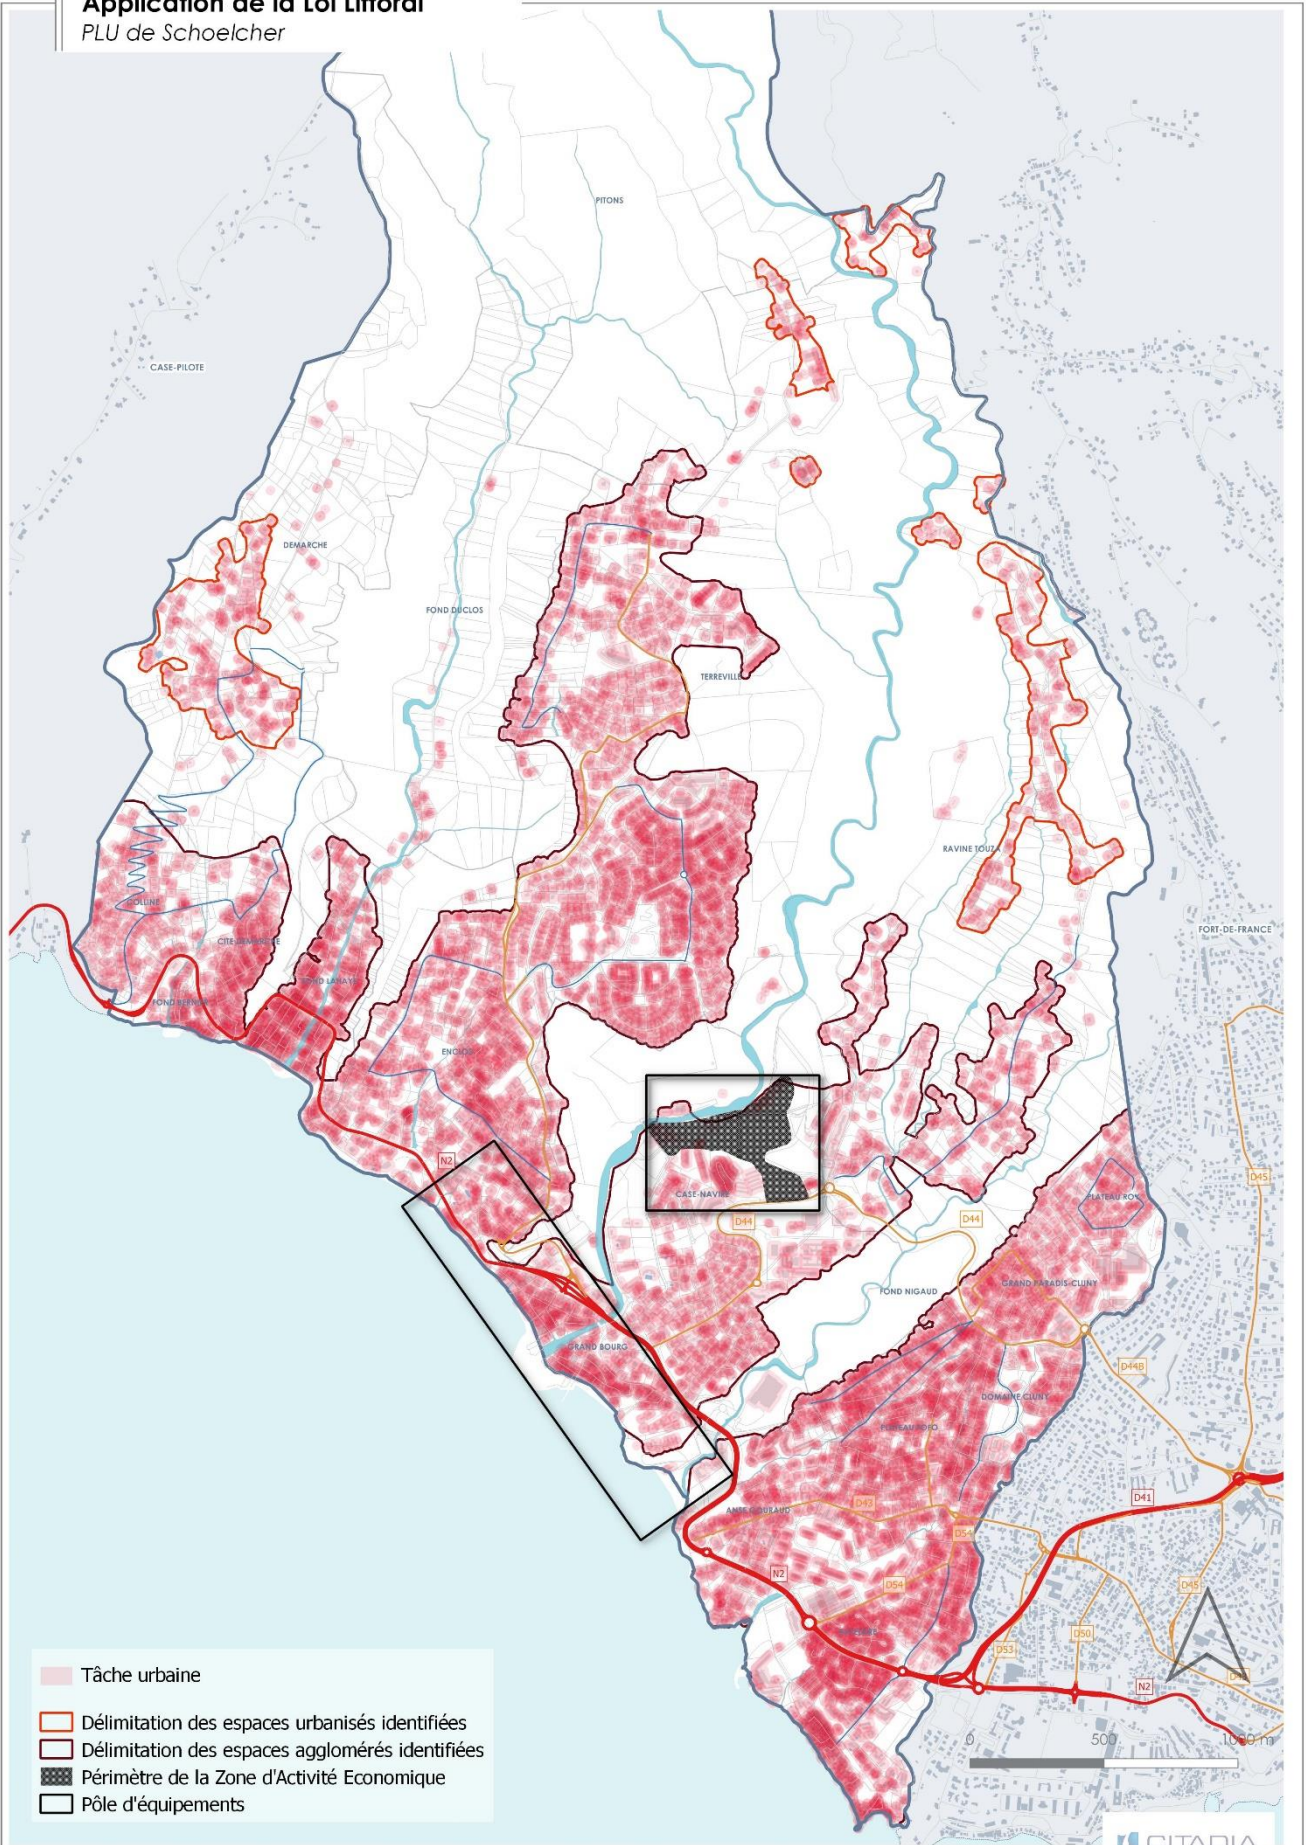 Application de la Loi Littoral
PLU de Schoelcher
PITONS
CASE-PILOTE
DEMARCHE
FOND DUCLOS
TERREVILLE
RAVINE TOUZA
COLLINE
CITE-DEMARCHE
FORT-DE-FRANCE
FOND LAHAYE
FOND BERNIER
ENCLOS
N2
D45
CASE-NAVIRE
PLATEAU ROY
D44
D44
GRAND PARADIS-CLUNY
FOND NIGAUD
GRAND BOURG
D44B
DOMAINE CLUNY
D41
ANSE GOURAUD
D43
D54
N2
D54
D45
D50
D53
N2
0 500 1000 m
Tâche urbaine
Délimitation des espaces urbanisés identifiées
Délimitation des espaces agglomérés identifiées
Périmètre de la Zone d'Activité Economique
Pôle d'équipements
CITADIA